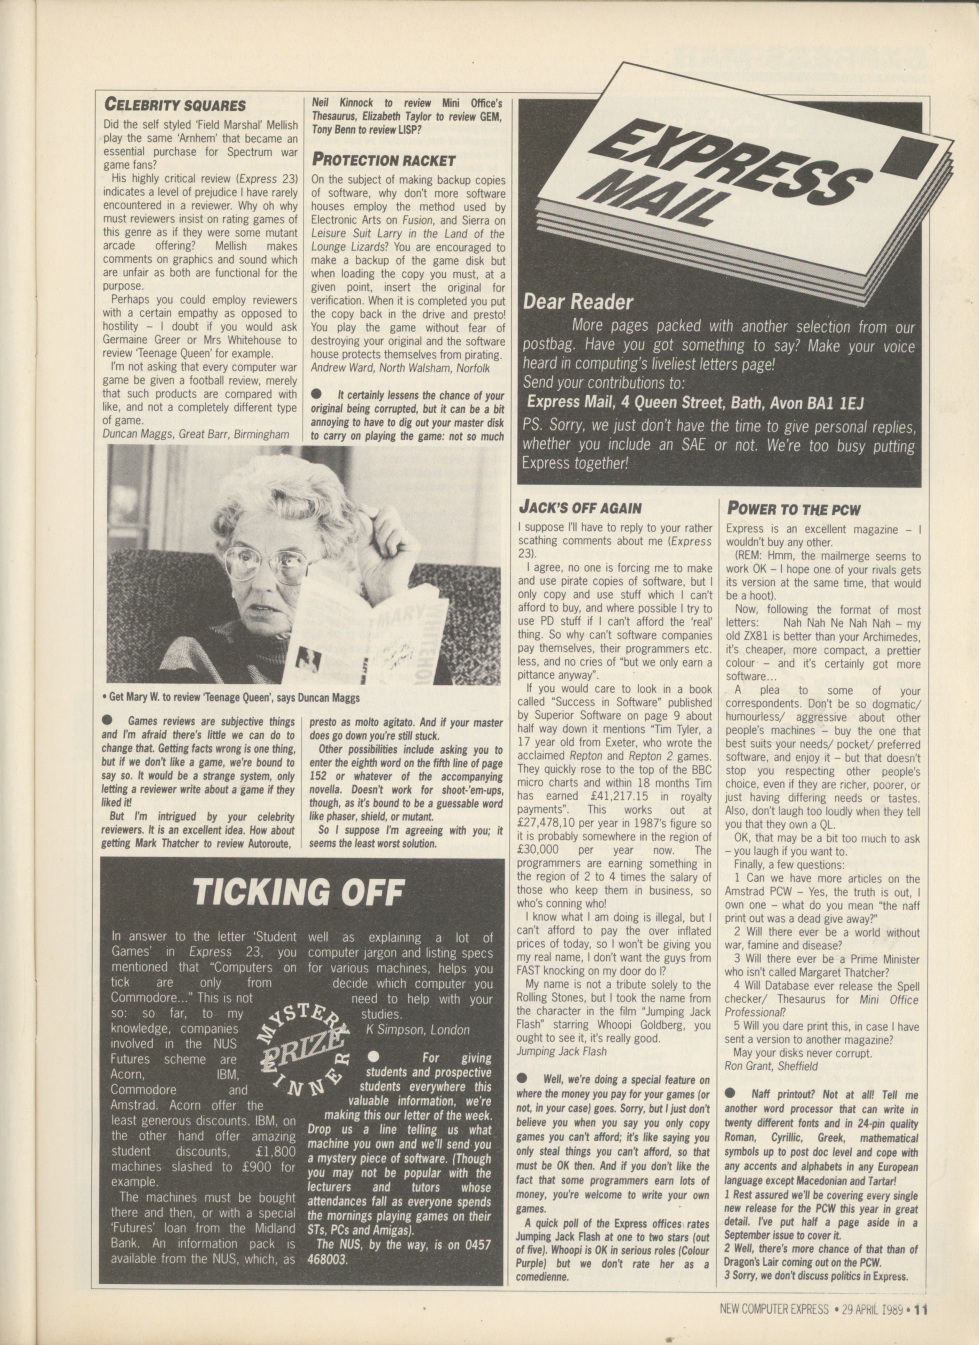 CELEBRITY SQUARES
Did the self styled 'Field Marshal' Mellish
play the same 'Arnhem' that became an
essential purchase for Spectrum war
game fans?
His highly critical review (Express 23)
indicates a level of prejudice I have rarely
encountered in a reviewer. Why oh why
must reviewers insist on rating games of
this genre as if they were some mutant
arcade offering? Mellish makes
comments on graphics and sound which
are unfair as both are functional for the
purpose.
Perhaps you could employ reviewers
with a certain empathy as opposed to
hostility – I doubt if you would ask
Germaine Greer or Mrs Whitehouse to
review 'Teenage Queen' for example.
I'm not asking that every computer war
game be given a football review, merely
that such products are compared with
like, and not a completely different type
of game.
Duncan Maggs, Great Barr, Birmingham
• Get Mary W. to review 'Teenage Queen', says Duncan Maggs
● Games reviews are subjective things
and I'm afraid there's little we can do to
change that. Getting facts wrong is one thing,
but if we don't like a game, we're bound to
say so. It would be a strange system, only
letting a reviewer write about a game if they
liked it!
But I'm intrigued by your celebrity
reviewers. It is an excellent idea. How about
getting Mark Thatcher to review Autoroute,
Neil Kinnock to review Mini Office's
Thesaurus, Elizabeth Taylor to review GEM,
Tony Benn to review LISP?
PROTECTION RACKET
On the subject of making backup copies
of software, why don't more software
houses employ the method used by
Electronic Arts on Fusion, and Sierra on
Leisure Suit Larry in the Land of the
Lounge Lizards? You are encouraged to
make a backup of the game disk but
when loading the copy you must, at a
given point, insert the original for
verification. When it is completed you put
the copy back in the drive and presto!
You play the game without fear of
destroying your original and the software
house protects themselves from pirating.
Andrew Ward, North Walsham, Norfolk
● It certainly lessens the chance of your
original being corrupted, but it can be a bit
annoying to have to dig out your master disk
to carry on playing the game: not so much
presto as molto agitato. And if your master
does go down you're still stuck.
Other possibilities include asking you to
enter the eighth word on the fifth line of page
152 or whatever of the accompanying
novella. Doesn't work for shoot-'em-ups,
though, as it's bound to be a guessable word
like phaser, shield, or mutant.
So I suppose I'm agreeing with you; it
seems the least worst solution.
TICKING OFF
In answer to the letter 'Student
Games' in Express 23, you
mentioned that "Computers on
tick are only from
Commodore..." This is not
so: so far, to my
knowledge, companies
involved in the NUS
Futures scheme are
Acorn, IBM,
Commodore and
Amstrad. Acorn offer the
least generous discounts. IBM, on
the other hand offer amazing
student discounts, £1,800
machines slashed to £900 for
example.
The machines must be bought
there and then, or with a special
'Futures' loan from the Midland
Bank. An information pack is
available from the NUS, which, as
well as explaining a lot of
computer jargon and listing specs
for various machines, helps you
decide which computer you
need to help with your
studies.
K Simpson, London
MYSTERY
PRIZE
WINNER
● For giving
students and prospective
students everywhere this
valuable information, we're
making this our letter of the week.
Drop us a line telling us what
machine you own and we'll send you
a mystery piece of software. (Though
you may not be popular with the
lecturers and tutors whose
attendances fall as everyone spends
the mornings playing games on their
STs, PCs and Amigas).
The NUS, by the way, is on 0457
468003.
EXPRESS
MAIL
Dear Reader
More pages packed with another selection from our
postbag. Have you got something to say? Make your voice
heard in computing's liveliest letters page!
Send your contributions to:
Express Mail, 4 Queen Street, Bath, Avon BA1 1EJ
PS. Sorry, we just don't have the time to give personal replies,
whether you include an SAE or not. We're too busy putting
Express together!
JACK'S OFF AGAIN
I suppose I'll have to reply to your rather
scathing comments about me (Express
23).
I agree, no one is forcing me to make
and use pirate copies of software, but I
only copy and use stuff which I can't
afford to buy, and where possible I try to
use PD stuff if I can't afford the 'real'
thing. So why can't software companies
pay themselves, their programmers etc.
less, and no cries of "but we only earn a
pittance anyway".
If you would care to look in a book
called "Success in Software" published
by Superior Software on page 9 about
half way down it mentions "Tim Tyler, a
17 year old from Exeter, who wrote the
acclaimed Repton and Repton 2 games.
They quickly rose to the top of the BBC
micro charts and within 18 months Tim
has earned £41,217.15 in royalty
payments". This works out at
£27,478,10 per year in 1987's figure so
it is probably somewhere in the region of
£30,000 per year now. The
programmers are earning something in
the region of 2 to 4 times the salary of
those who keep them in business, so
who's conning who!
I know what I am doing is illegal, but I
can't afford to pay the over inflated
prices of today, so I won't be giving you
my real name, I don't want the guys from
FAST knocking on my door do I?
My name is not a tribute solely to the
Rolling Stones, but I took the name from
the character in the film "Jumping Jack
Flash" starring Whoopi Goldberg, you
ought to see it, it's really good.
Jumping Jack Flash
● Well, we're doing a special feature on
where the money you pay for your games (or
not, in your case) goes. Sorry, but I just don't
believe you when you say you only copy
games you can't afford; it's like saying you
only steal things you can't afford, so that
must be OK then. And if you don't like the
fact that some programmers earn lots of
money, you're welcome to write your own
games.
A quick poll of the Express offices rates
Jumping Jack Flash at one to two stars (out
of five). Whoopi is OK in serious roles (Colour
Purple) but we don't rate her as a
comedienne.
POWER TO THE PCW
Express is an excellent magazine – I
wouldn't buy any other.
(REM: Hmm, the mailmerge seems to
work OK – I hope one of your rivals gets
its version at the same time, that would
be a hoot).
Now, following the format of most
letters: Nah Nah Ne Nah Nah – my
old ZX81 is better than your Archimedes,
it's cheaper, more compact, a prettier
colour – and it's certainly got more
software...
A plea to some of your
correspondents. Don't be so dogmatic/
humourless/ aggressive about other
people's machines – buy the one that
best suits your needs/ pocket/ preferred
software, and enjoy it – but that doesn't
stop you respecting other people's
choice, even if they are richer, poorer, or
just having differing needs or tastes.
Also, don't laugh too loudly when they tell
you that they own a QL.
OK, that may be a bit too much to ask
– you laugh if you want to.
Finally, a few questions:
1 Can we have more articles on the
Amstrad PCW – Yes, the truth is out, I
own one – what do you mean "the naff
print out was a dead give away?"
2 Will there ever be a world without
war, famine and disease?
3 Will there ever be a Prime Minister
who isn't called Margaret Thatcher?
4 Will Database ever release the Spell
checker/ Thesaurus for Mini Office
Professional?
5 Will you dare print this, in case I have
sent a version to another magazine?
May your disks never corrupt.
Ron Grant, Sheffield
● Naff printout? Not at all! Tell me
another word processor that can write in
twenty different fonts and in 24-pin quality
Roman, Cyrillic, Greek, mathematical
symbols up to post doc level and cope with
any accents and alphabets in any European
language except Macedonian and Tartar!
1 Rest assured we'll be covering every single
new release for the PCW this year in great
detail. I've put half a page aside in a
September issue to cover it.
2 Well, there's more chance of that than of
Dragon's Lair coming out on the PCW.
3 Sorry, we don't discuss politics in Express.
NEW COMPUTER EXPRESS • 29 APRIL 1989 • 11